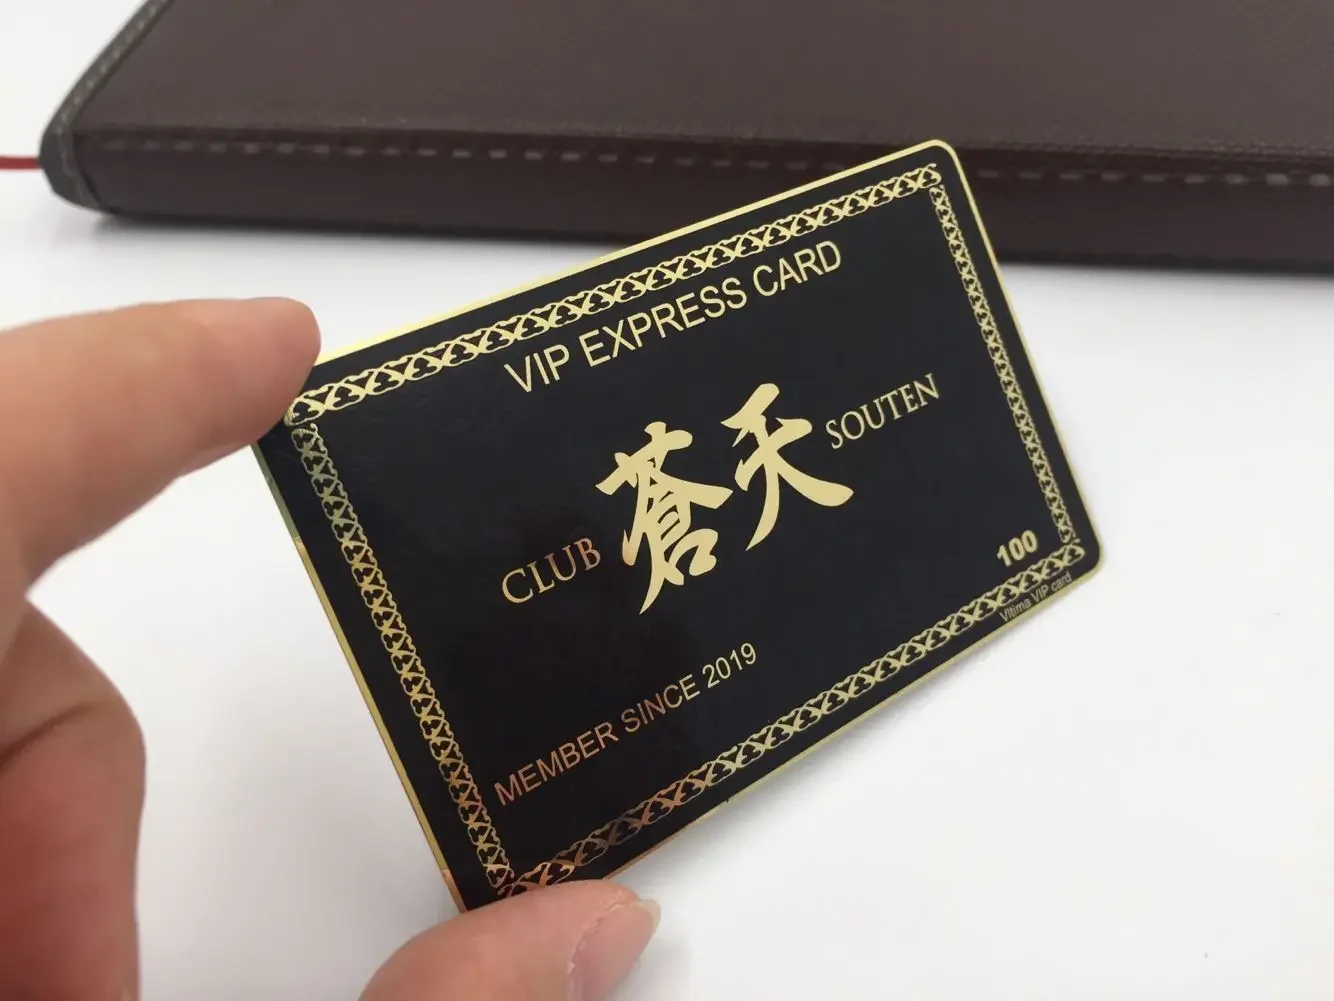 VIP EXPRESS CARD
CLUB 蒼天 SOUTEN
100
Vltima VIP card
MEMBER SINCE 2019